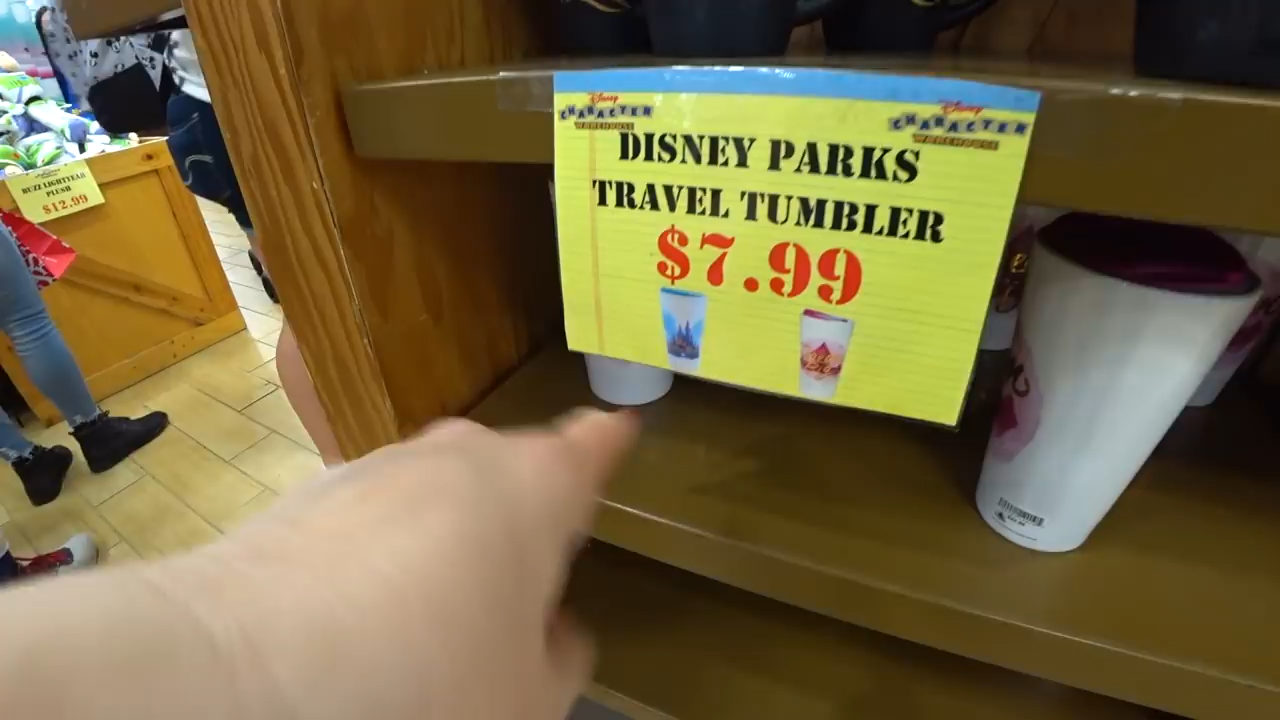 Disney
CHARACTER
WAREHOUSE
Disney
CHARACTER
WAREHOUSE
DISNEY PARKS
TRAVEL TUMBLER
$7.99
BUZZ LIGHTYEAR
PLUSH
$12.99